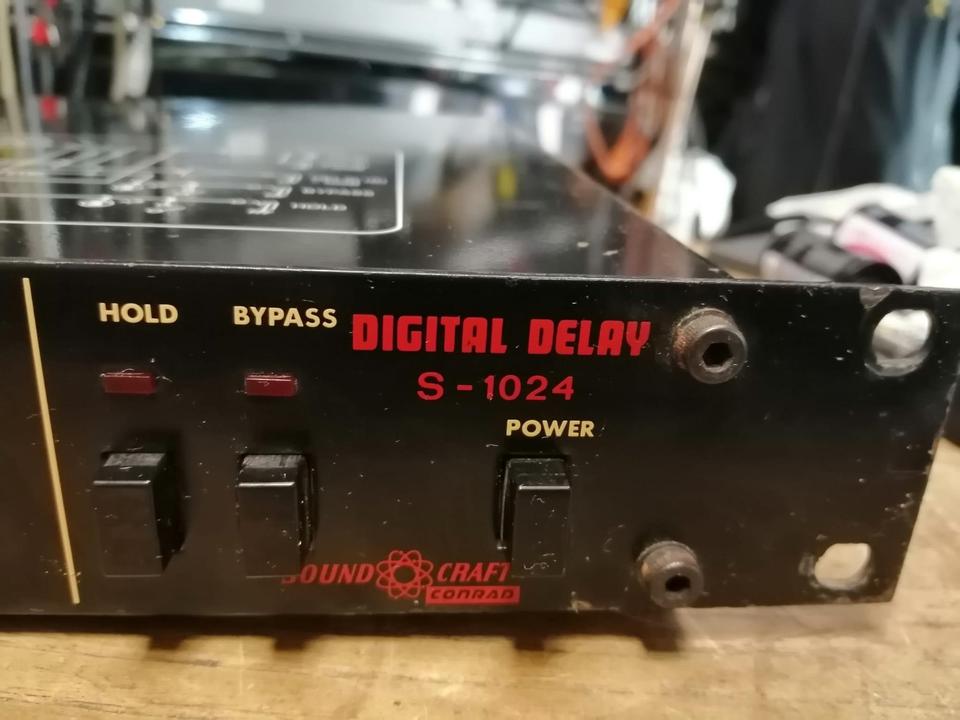 HOLD
BYPASS
DIGITAL DELAY
S-1024
POWER
SOUND CRAFT
CONRAD